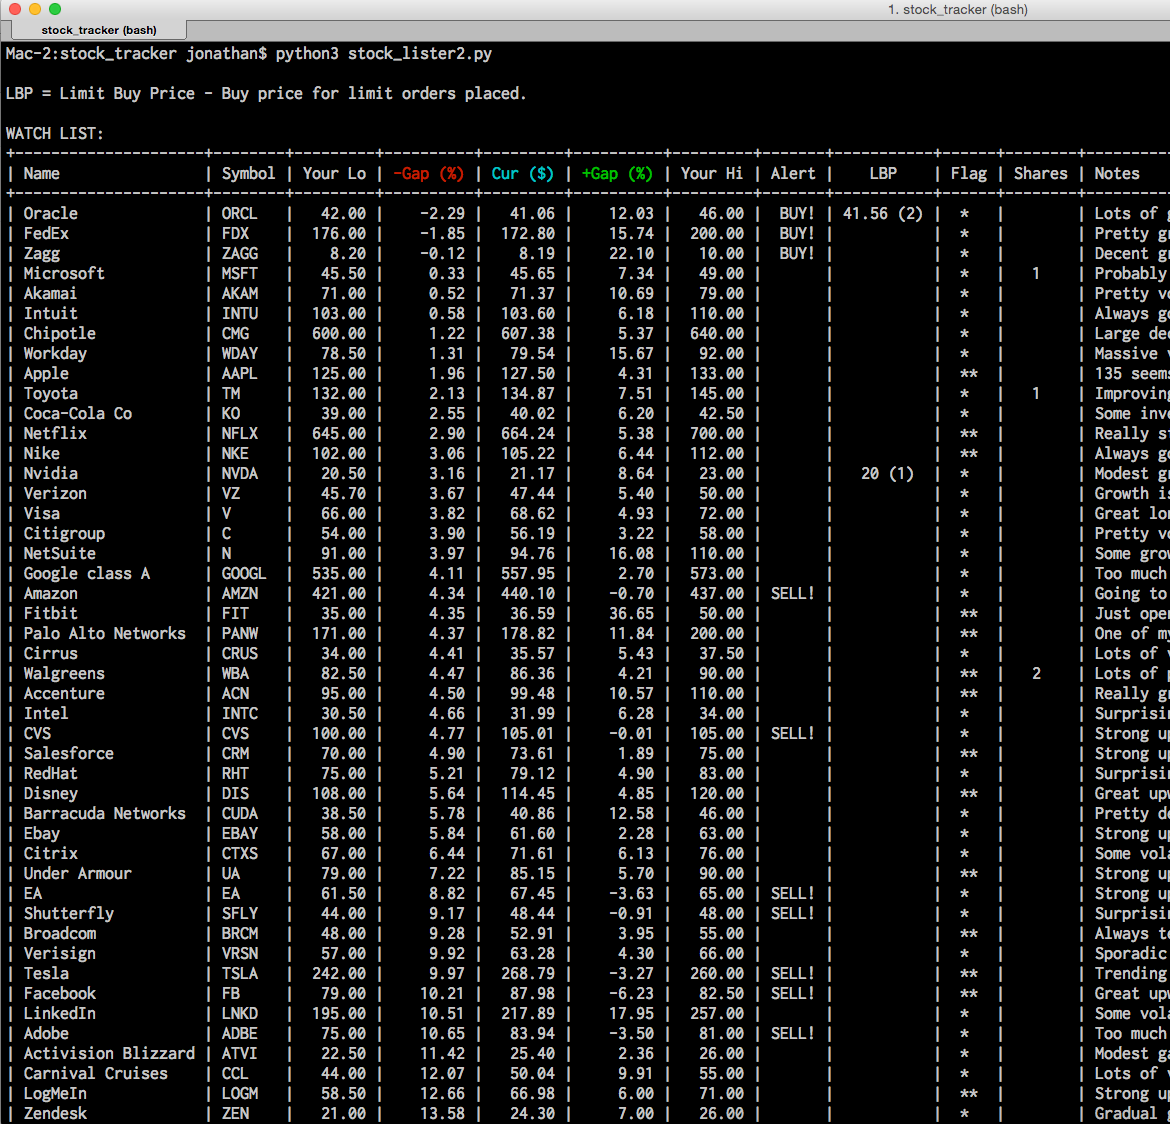 1. stock_tracker (bash)
stock_tracker (bash)
Mac-2:stock_tracker jonathan$ python3 stock_lister2.py
LBP = Limit Buy Price - Buy price for limit orders placed.
WATCH LIST:
| Name | Symbol | Your Lo | -Gap (%) | Cur ($) | +Gap (%) | Your Hi | Alert | LBP | Flag | Shares | Notes
| Oracle | ORCL | 42.00 | -2.29 | 41.06 | 12.03 | 46.00 | BUY! | 41.56 (2) | * | | Lots of
| FedEx | FDX | 176.00 | -1.85 | 172.80 | 15.74 | 200.00 | BUY! | | * | | Pretty
| Zagg | ZAGG | 8.20 | -0.12 | 8.19 | 22.10 | 10.00 | BUY! | | * | | Decent
| Microsoft | MSFT | 45.50 | 0.33 | 45.65 | 7.34 | 49.00 | | | * | 1 | Probably
| Akamai | AKAM | 71.00 | 0.52 | 71.37 | 10.69 | 79.00 | | | * | | Pretty
| Intuit | INTU | 103.00 | 0.58 | 103.60 | 6.18 | 110.00 | | | * | | Always
| Chipotle | CMG | 600.00 | 1.22 | 607.38 | 5.37 | 640.00 | | | * | | Large
| Workday | WDAY | 78.50 | 1.31 | 79.54 | 15.67 | 92.00 | | | * | | Massive
| Apple | AAPL | 125.00 | 1.96 | 127.50 | 4.31 | 133.00 | | | ** | | 135 seems
| Toyota | TM | 132.00 | 2.13 | 134.87 | 7.51 | 145.00 | | | * | 1 | Improving
| Coca-Cola Co | KO | 39.00 | 2.55 | 40.02 | 6.20 | 42.50 | | | * | | Some
| Netflix | NFLX | 645.00 | 2.90 | 664.24 | 5.38 | 700.00 | | | ** | | Really
| Nike | NKE | 102.00 | 3.06 | 105.22 | 6.44 | 112.00 | | | ** | | Always
| Nvidia | NVDA | 20.50 | 3.16 | 21.17 | 8.64 | 23.00 | | 20 (1) | * | | Modest
| Verizon | VZ | 45.70 | 3.67 | 47.44 | 5.40 | 50.00 | | | * | | Growth
| Visa | V | 66.00 | 3.82 | 68.62 | 4.93 | 72.00 | | | * | | Great
| Citigroup | C | 54.00 | 3.90 | 56.19 | 3.22 | 58.00 | | | * | | Pretty
| NetSuite | N | 91.00 | 3.97 | 94.76 | 16.08 | 110.00 | | | * | | Some
| Google class A | GOOGL | 535.00 | 4.11 | 557.95 | 2.70 | 573.00 | | | * | | Too much
| Amazon | AMZN | 421.00 | 4.34 | 440.10 | -0.70 | 437.00 | SELL! | | * | | Going to
| Fitbit | FIT | 35.00 | 4.35 | 36.59 | 36.65 | 50.00 | | | ** | | Just
| Palo Alto Networks | PANW | 171.00 | 4.37 | 178.82 | 11.84 | 200.00 | | | ** | | One of
| Cirrus | CRUS | 34.00 | 4.41 | 35.57 | 5.43 | 37.50 | | | * | | Lots of
| Walgreens | WBA | 82.50 | 4.47 | 86.36 | 4.21 | 90.00 | | | ** | 2 | Lots of
| Accenture | ACN | 95.00 | 4.50 | 99.48 | 10.57 | 110.00 | | | ** | | Really
| Intel | INTC | 30.50 | 4.66 | 31.99 | 6.28 | 34.00 | | | * | |
| CVS | CVS | 100.00 | 4.77 | 105.01 | -0.01 | 105.00 | SELL! | | * | | Strong
| Salesforce | CRM | 70.00 | 4.90 | 73.61 | 1.89 | 75.00 | | | ** | | Strong
| RedHat | RHT | 75.00 | 5.21 | 79.12 | 4.90 | 83.00 | | | * | |
| Disney | DIS | 108.00 | 5.64 | 114.45 | 4.85 | 120.00 | | | ** | | Great
| Barracuda Networks | CUDA | 38.50 | 5.78 | 40.86 | 12.58 | 46.00 | | | * | | Pretty
| Ebay | EBAY | 58.00 | 5.84 | 61.60 | 2.28 | 63.00 | | | * | | Strong
| Citrix | CTXS | 67.00 | 6.44 | 71.61 | 6.13 | 76.00 | | | * | | Some
| Under Armour | UA | 79.00 | 7.22 | 85.15 | 5.70 | 90.00 | | | ** | | Strong
| EA | EA | 61.50 | 8.82 | 67.45 | -3.63 | 65.00 | SELL! | | * | | Strong
| Shutterfly | SFLY | 44.00 | 9.17 | 48.44 | -0.91 | 48.00 | SELL! | | * | |
| Broadcom | BRCM | 48.00 | 9.28 | 52.91 | 3.95 | 55.00 | | | ** | | Always
| Verisign | VRSN | 57.00 | 9.92 | 63.28 | 4.30 | 66.00 | | | * | | Sporadic
| Tesla | TSLA | 242.00 | 9.97 | 268.79 | -3.27 | 260.00 | SELL! | | ** | | Trending
| Facebook | FB | 79.00 | 10.21 | 87.98 | -6.23 | 82.50 | SELL! | | ** | | Great
| LinkedIn | LNKD | 195.00 | 10.51 | 217.89 | 17.95 | 257.00 | | | * | | Some
| Adobe | ADBE | 75.00 | 10.65 | 83.94 | -3.50 | 81.00 | SELL! | | * | | Too much
| Activision Blizzard | ATVI | 22.50 | 11.42 | 25.40 | 2.36 | 26.00 | | | * | | Modest
| Carnival Cruises | CCL | 44.00 | 12.07 | 50.04 | 9.91 | 55.00 | | | * | | Lots of
| LogMeIn | LOGM | 58.50 | 12.66 | 66.98 | 6.00 | 71.00 | | | ** | | Strong
| Zendesk | ZEN | 21.00 | 13.58 | 24.30 | 7.00 | 26.00 | | | * | | Gradual